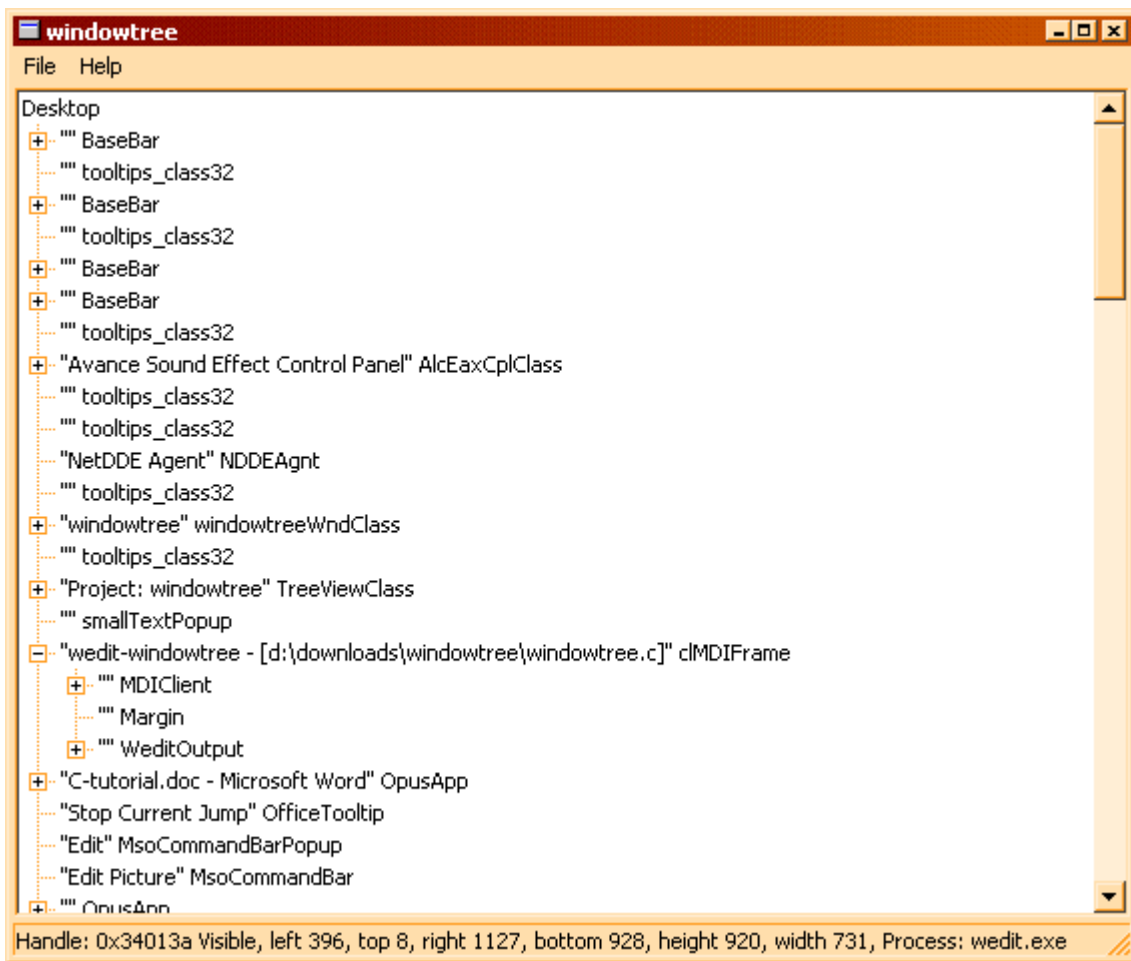 windowtree
File Help
Desktop
"" BaseBar
"" tooltips_class32
"" BaseBar
"" tooltips_class32
"" BaseBar
"" BaseBar
"" tooltips_class32
"Avance Sound Effect Control Panel" AlcEaxCplClass
"" tooltips_class32
"" tooltips_class32
"NetDDE Agent" NDDEAgnt
"" tooltips_class32
"windowtree" windowtreeWndClass
"" tooltips_class32
"Project: windowtree" TreeViewClass
"" smallTextPopup
"wedit-windowtree - [d:\downloads\windowtree\windowtree.c]" clMDIFrame
"" MDIClient
"" Margin
"" WeditOutput
"C-tutorial.doc - Microsoft Word" OpusApp
"Stop Current Jump" OfficeTooltip
"Edit" MsoCommandBarPopup
"Edit Picture" MsoCommandBar
"" OpusApp
Handle: 0x34013a Visible, left 396, top 8, right 1127, bottom 928, height 920, width 731, Process: wedit.exe